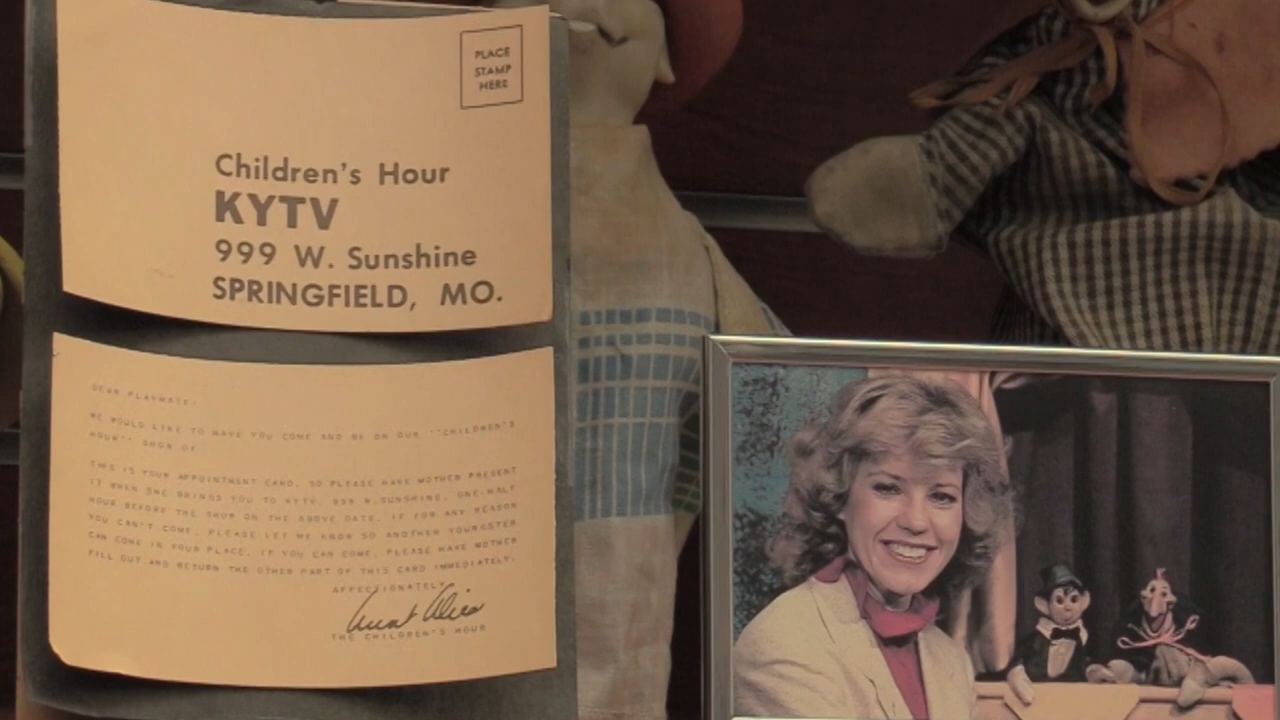 PLACE
STAMP
HERE
Children's Hour
KYTV
999 W. Sunshine
SPRINGFIELD, MO.
DEAR PLAYMATE:
WE WOULD LIKE TO HAVE YOU COME AND BE ON OUR ''CHILDREN'S
HOUR'' SHOW OF
THIS IS YOUR APPOINTMENT CARD, SO PLEASE HAVE MOTHER PRESENT
IT WHEN SHE BRINGS YOU TO KYTV, 999 W.SUNSHINE, ONE-HALF
HOUR BEFORE THE SHOW ON THE ABOVE DATE. IF FOR ANY REASON
YOU CAN'T COME, PLEASE LET ME KNOW SO ANOTHER YOUNGSTER
CAN COME IN YOUR PLACE. IF YOU CAN COME, PLEASE HAVE MOTHER
FILL OUT AND RETURN THE OTHER PART OF THIS CARD IMMEDIATELY.
AFFECTIONATELY
Aunt
THE CHILDREN'S HOUR